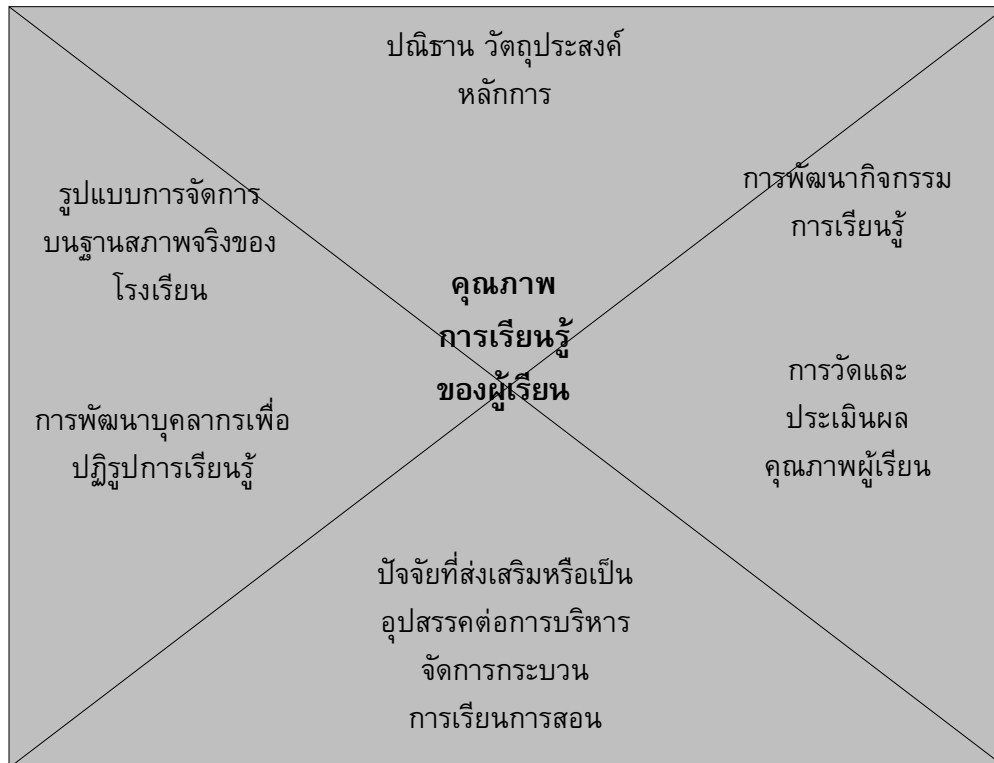 ปณิธาน วัตถุประสงค์
หลักการ
รูปแบบการจัดการ
บนฐานสภาพจริงของ
โรงเรียน
การพัฒนากิจกรรม
การเรียนรู้
คุณภาพ
การเรียนรู้
ของผู้เรียน
การพัฒนาบุคลากรเพื่อ
ปฏิรูปการเรียนรู้
การวัดและ
ประเมินผล
คุณภาพผู้เรียน
ปัจจัยที่ส่งเสริมหรือเป็น
อุปสรรคต่อการบริหาร
จัดการกระบวน
การเรียนการสอน